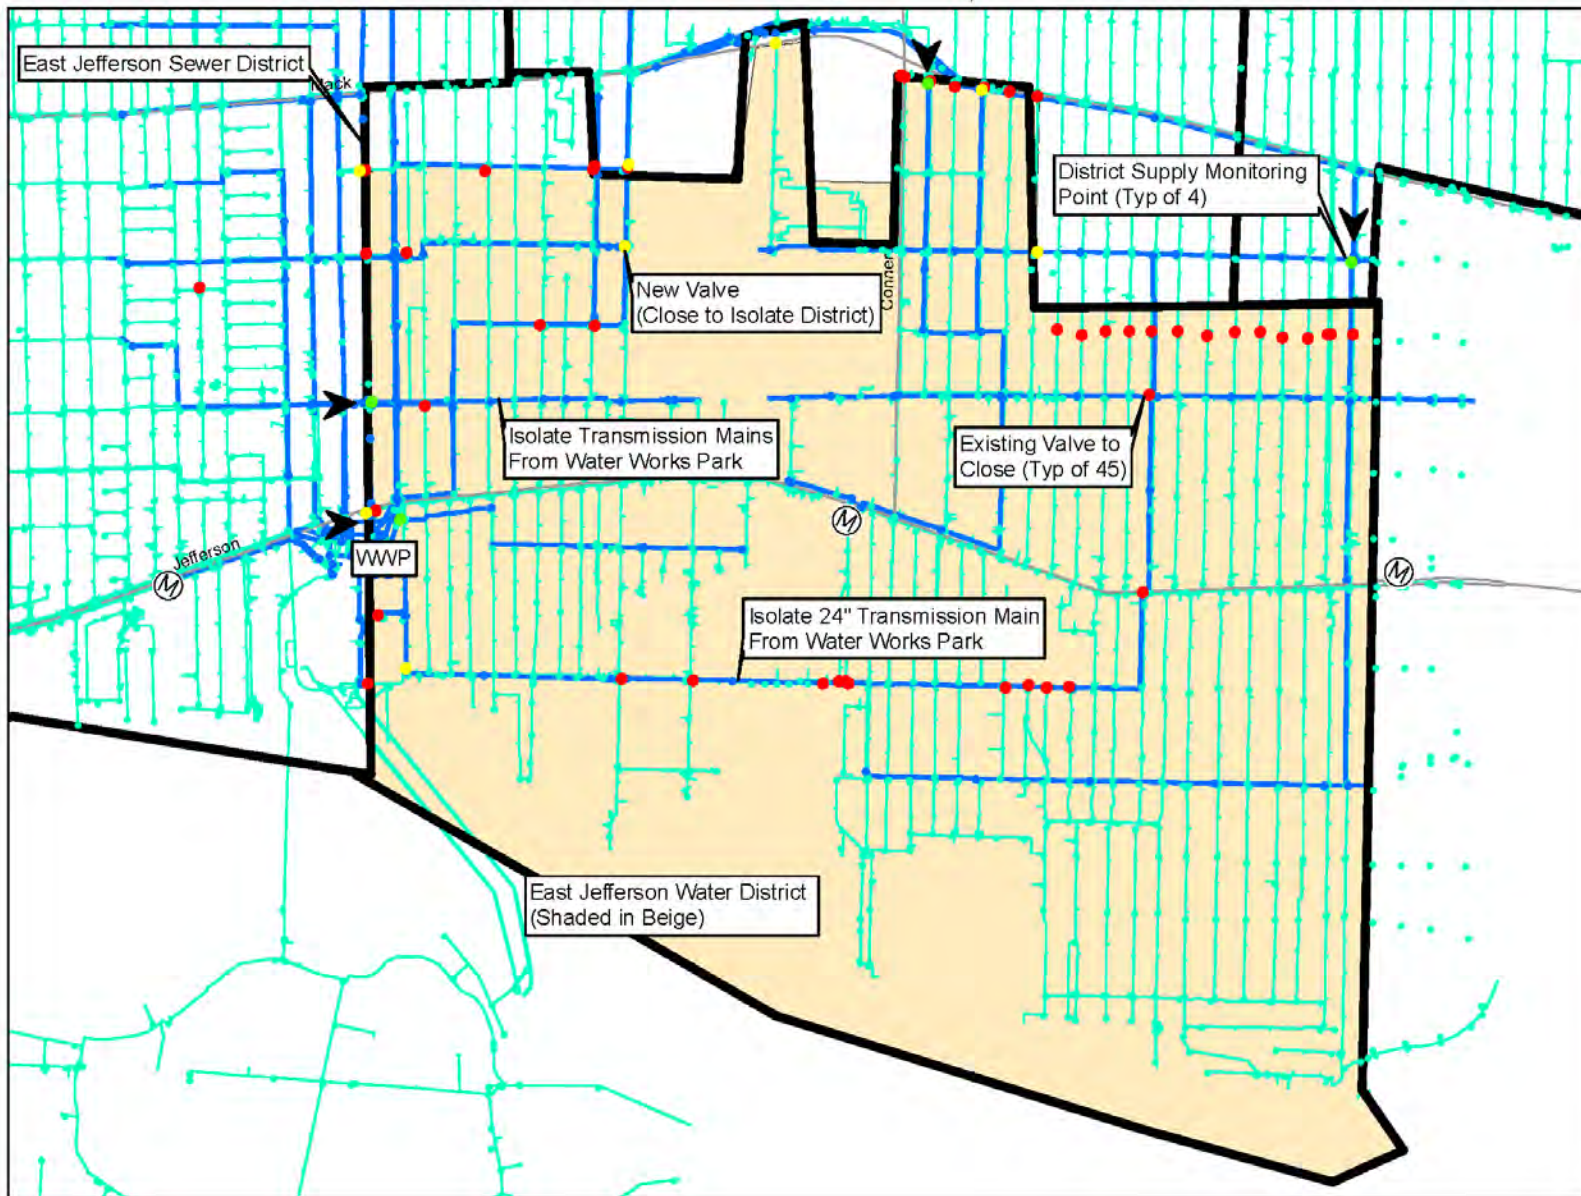 East Jefferson Sewer District
Mack
District Supply Monitoring
Point (Typ of 4)
Conner
New Valve
(Close to Isolate District)
Isolate Transmission Mains
From Water Works Park
Existing Valve to
Close (Typ of 45)
M
Jefferson
WWP
M
M
Isolate 24" Transmission Main
From Water Works Park
East Jefferson Water District
(Shaded in Beige)